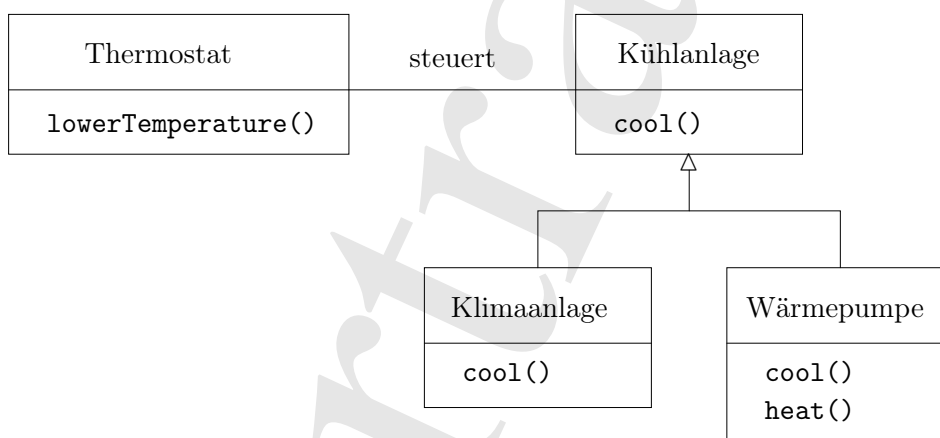 Thermostat
steuert
Kühlanlage
lowerTemperature()
cool()
Klimaanlage
Wärmepumpe
cool()
cool()
heat()